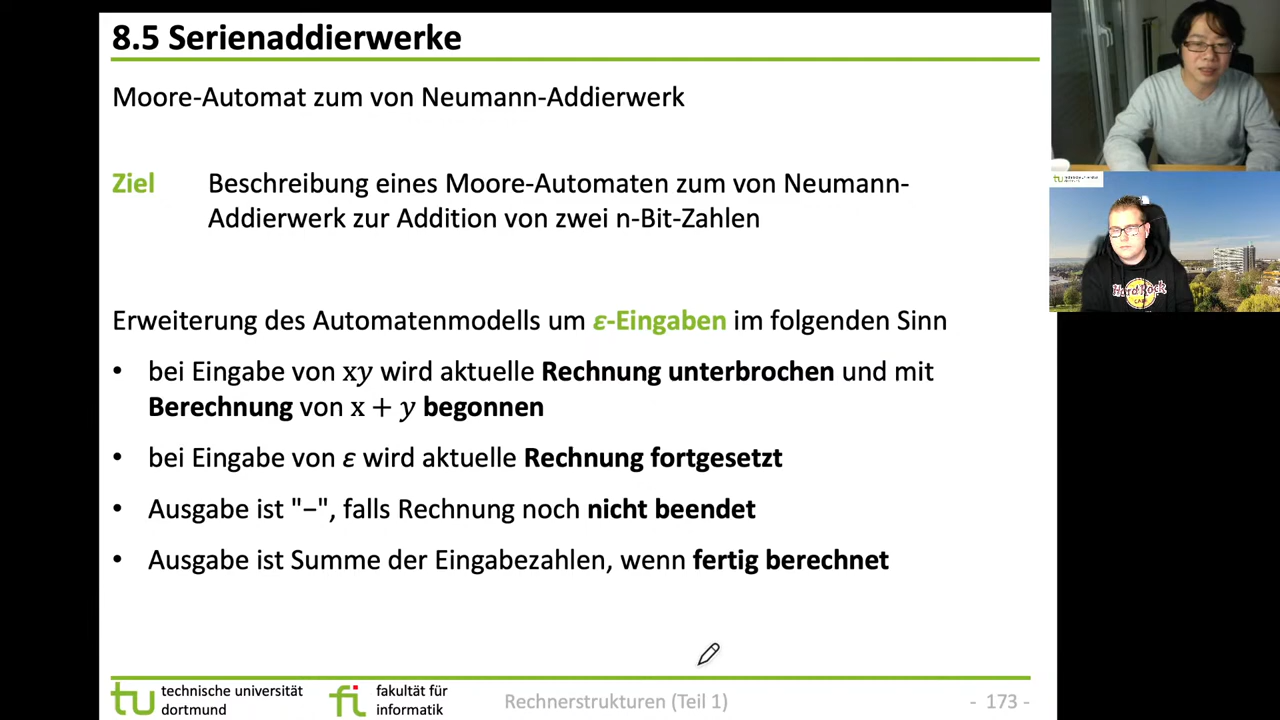 8.5 Serienaddierwerke
Moore-Automat zum von Neumann-Addierwerk
Ziel Beschreibung eines Moore-Automaten zum von Neumann-
Addierwerk zur Addition von zwei n-Bit-Zahlen
Erweiterung des Automatenmodells um ε-Eingaben im folgenden Sinn
• bei Eingabe von xy wird aktuelle Rechnung unterbrochen und mit
Berechnung von x + y begonnen
• bei Eingabe von ε wird aktuelle Rechnung fortgesetzt
• Ausgabe ist "−", falls Rechnung noch nicht beendet
• Ausgabe ist Summe der Eingabezahlen, wenn fertig berechnet
tu technische universität
dortmund
fi fakultät für
informatik
Rechnerstrukturen (Teil 1)
- 173 -
Hard Rock